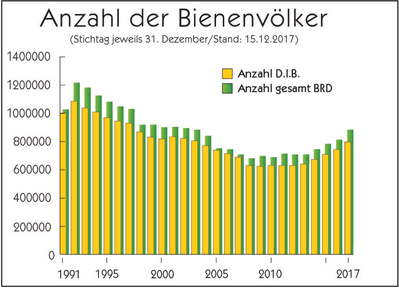 Anzahl der Bienenvölker
(Stichtag jeweils 31. Dezember/Stand: 15.12.2017)
1400000
Anzahl D.I.B.
1200000
Anzahl gesamt BRD
1000000
800000
600000
400000
200000
0
1991 1995 2000 2005 2010 2017